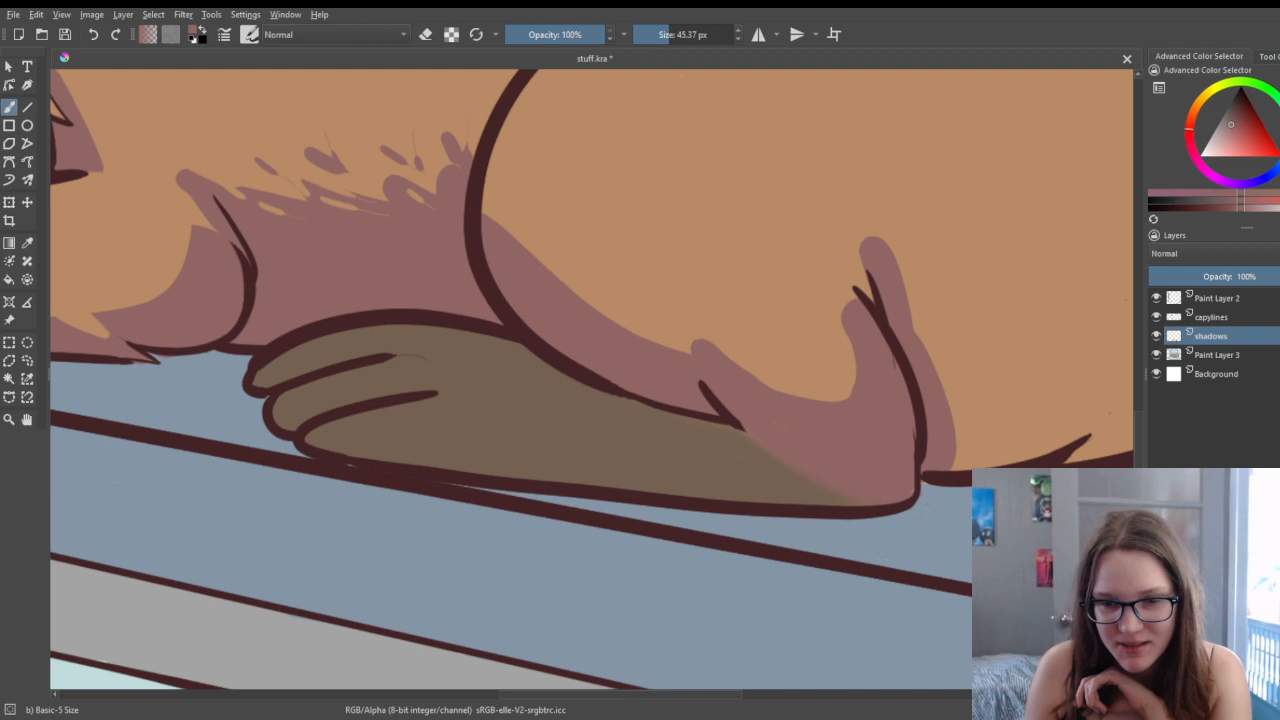 File Edit View Image Layer Select Filter Tools Settings Window Help
Normal Opacity: 100% Size: 45.37 px
stuff.kra *
Advanced Color Selector Tool
Advanced Color Selector
Layers
Normal
Opacity: 100%
Paint Layer 2
capylines
shadows
Paint Layer 3
Background
b) Basic-5 Size RGB/Alpha (8-bit integer/channel) sRGB-elle-V2-srgbtrc.icc